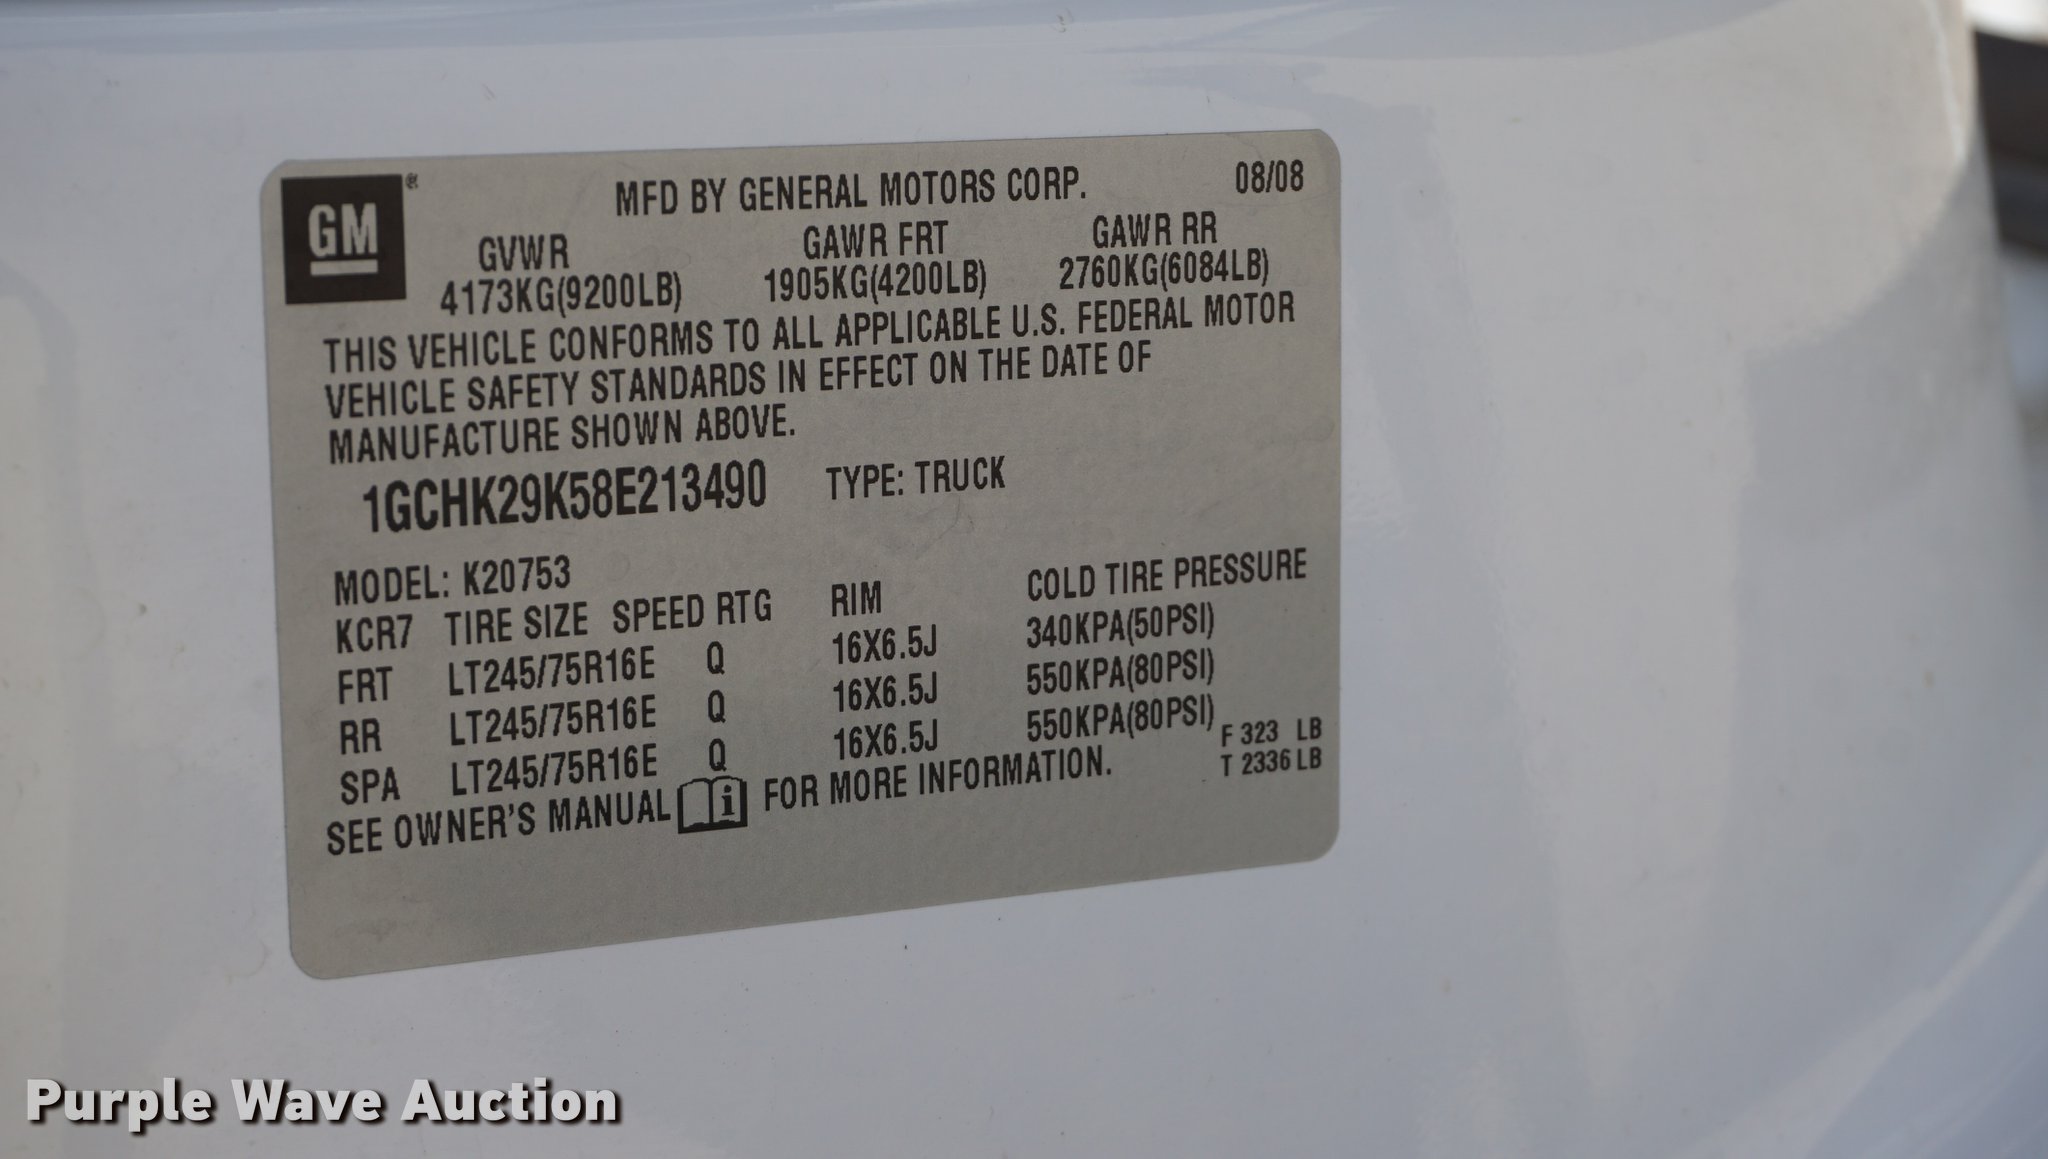 GM®
MFD BY GENERAL MOTORS CORP. 08/08
GVWR GAWR FRT GAWR RR
4173KG(9200LB) 1905KG(4200LB) 2760KG(6084LB)
THIS VEHICLE CONFORMS TO ALL APPLICABLE U.S. FEDERAL MOTOR
VEHICLE SAFETY STANDARDS IN EFFECT ON THE DATE OF
MANUFACTURE SHOWN ABOVE.
1GCHK29K58E213490 TYPE: TRUCK
MODEL: K20753
KCR7 TIRE SIZE SPEED RTG RIM COLD TIRE PRESSURE
FRT LT245/75R16E Q 16X6.5J 340KPA(50PSI)
RR LT245/75R16E Q 16X6.5J 550KPA(80PSI)
SPA LT245/75R16E Q 16X6.5J 550KPA(80PSI)
F 323 LB
T 2336 LB
SEE OWNER'S MANUAL i FOR MORE INFORMATION.
Purple Wave Auction